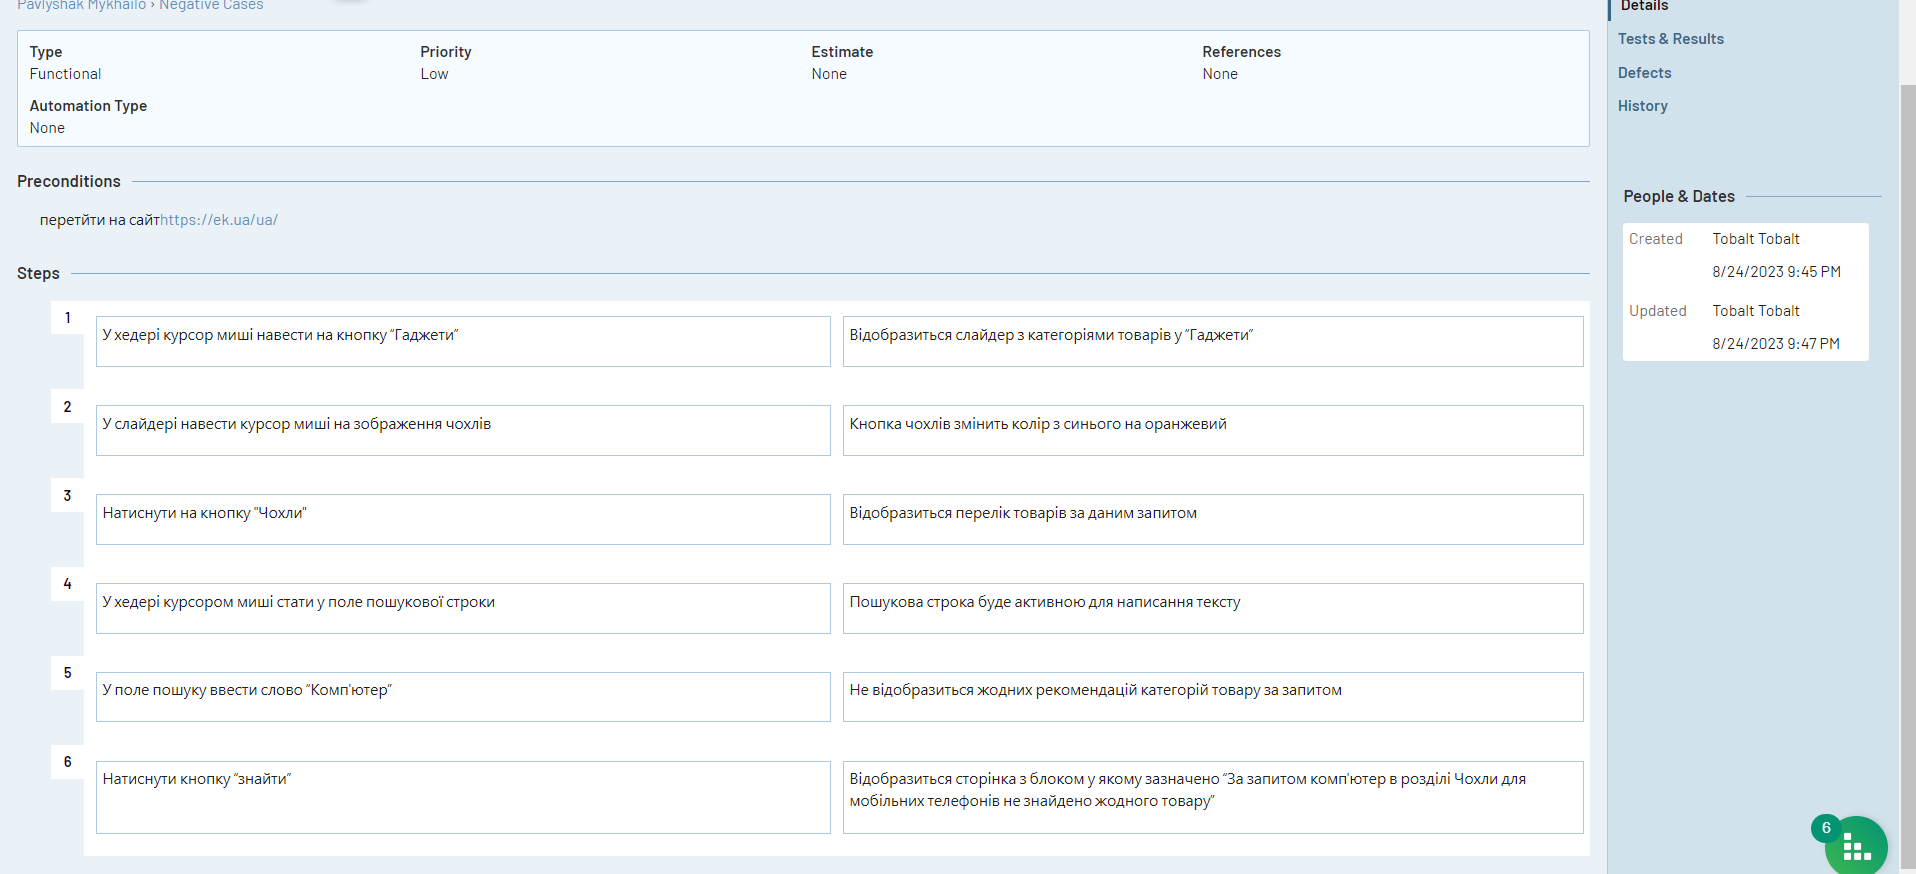 Pavlyshak Mykhailo › Negative Cases
Type
Functional
Priority
Low
Estimate
None
References
None
Automation Type
None
Preconditions
перетйти на сайтhttps://ek.ua/ua/
Steps
1
У хедері курсор миші навести на кнопку “Гаджети”
Відобразиться слайдер з категоріями товарів у “Гаджети”
2
У слайдері навести курсор миші на зображення чохлів
Кнопка чохлів змінить колір з синього на оранжевий
3
Натиснути на кнопку "Чохли"
Відобразиться перелік товарів за даним запитом
4
У хедері курсором миші стати у поле пошукової строки
Пошукова строка буде активною для написання тексту
5
У поле пошуку ввести слово “Комп'ютер”
Не відобразиться жодних рекомендацій категорій товару за запитом
6
Натиснути кнопку “знайти”
Відобразиться сторінка з блоком у якому зазначено “За запитом комп'ютер в розділі Чохли для
мобільних телефонів не знайдено жодного товару”
Details
Tests & Results
Defects
History
People & Dates
Created
Tobalt Tobalt
8/24/2023 9:45 PM
Updated
Tobalt Tobalt
8/24/2023 9:47 PM
6